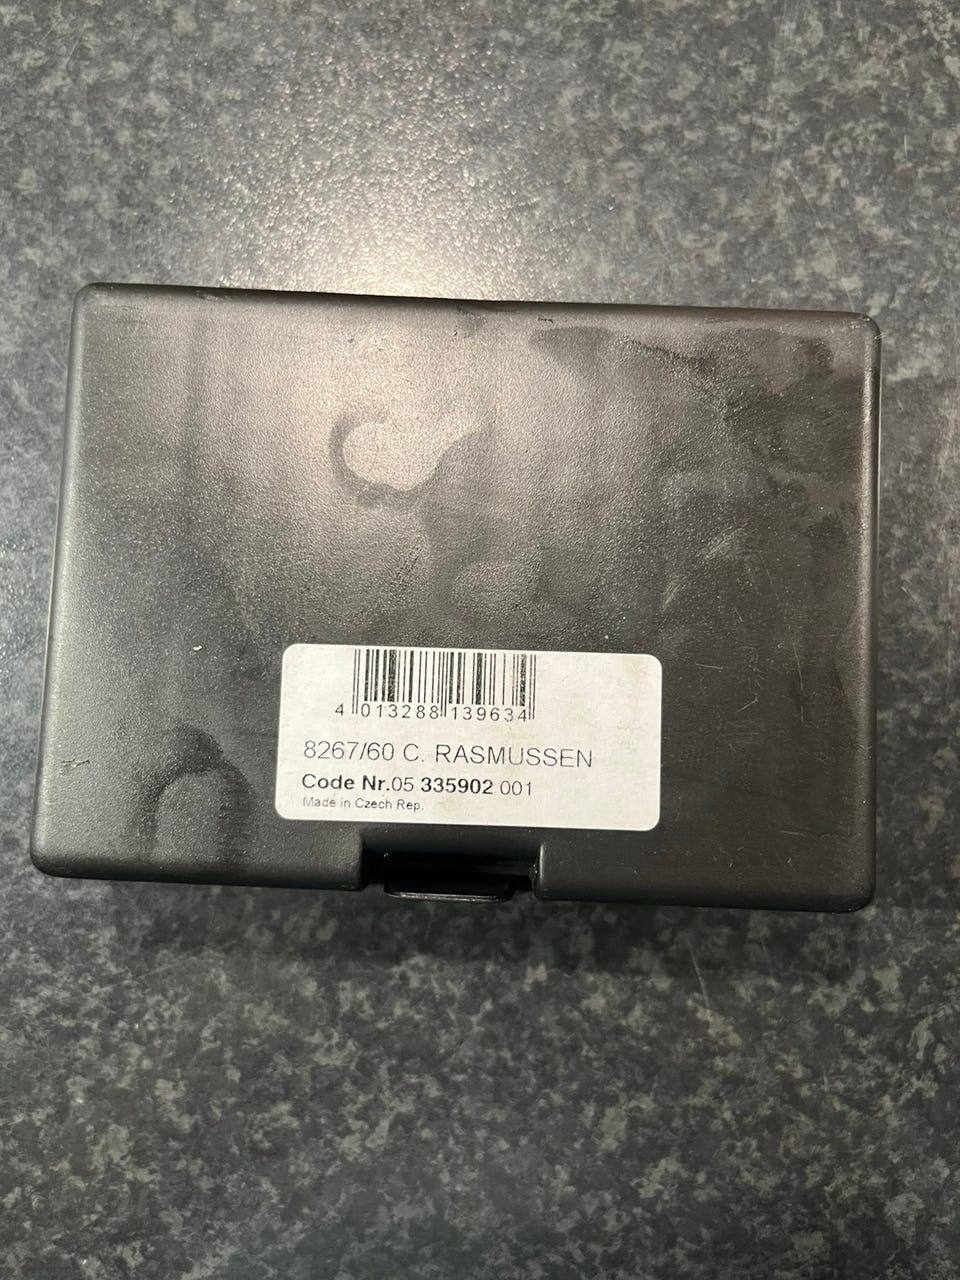 4 013288 139634
8267/60 C. RASMUSSEN
Code Nr.05 335902 001
Made in Czech Rep.